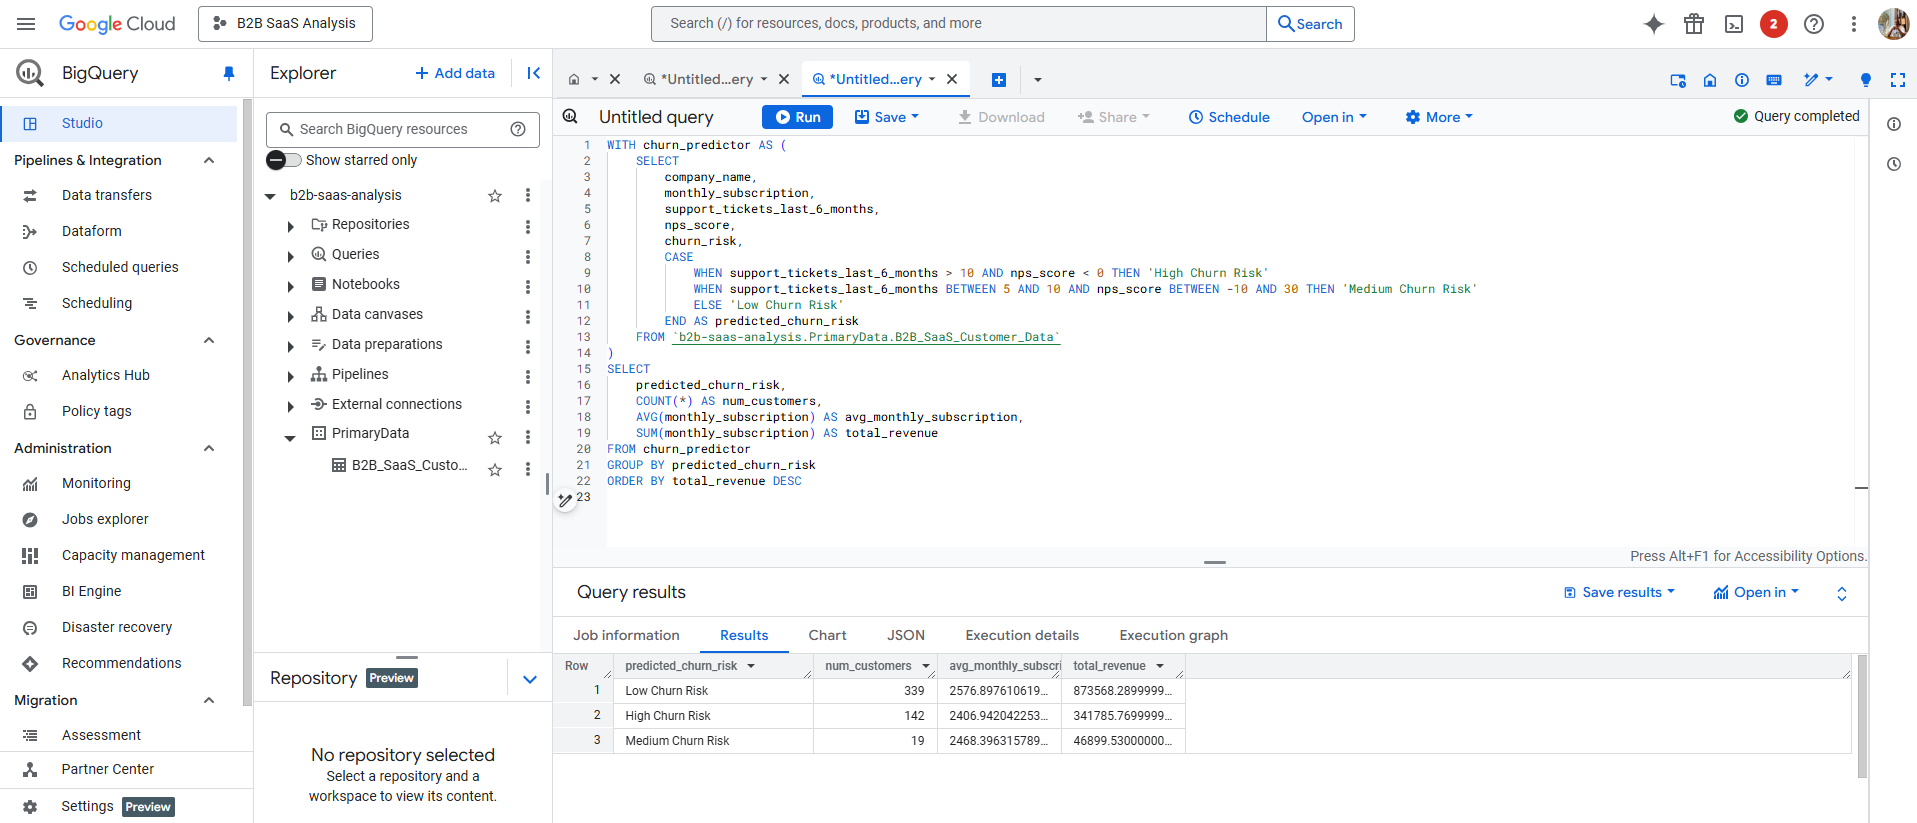 Google Cloud
B2B SaaS Analysis
Search (/) for resources, docs, products, and more
Search
2
BigQuery
Studio
Pipelines & Integration
Data transfers
Dataform
Scheduled queries
Scheduling
Governance
Analytics Hub
Policy tags
Administration
Monitoring
Jobs explorer
Capacity management
BI Engine
Disaster recovery
Recommendations
Migration
Assessment
Partner Center
Settings Preview
Explorer
Add data
Search BigQuery resources
Show starred only
b2b-saas-analysis
Repositories
Queries
Notebooks
Data canvases
Data preparations
Pipelines
External connections
PrimaryData
B2B_SaaS_Custo...
Repository Preview
No repository selected
Select a repository and a
workspace to view its content.
*Untitled...ery
*Untitled...ery
Untitled query
Run
Save
Download
Share
Schedule
Open in
More
Query completed
1 WITH churn_predictor AS (
2 SELECT
3 company_name,
4 monthly_subscription,
5 support_tickets_last_6_months,
6 nps_score,
7 churn_risk,
8 CASE
9 WHEN support_tickets_last_6_months > 10 AND nps_score < 0 THEN 'High Churn Risk'
10 WHEN support_tickets_last_6_months BETWEEN 5 AND 10 AND nps_score BETWEEN -10 AND 30 THEN 'Medium Churn Risk'
11 ELSE 'Low Churn Risk'
12 END AS predicted_churn_risk
13 FROM `b2b-saas-analysis.PrimaryData.B2B_SaaS_Customer_Data`
14 )
15 SELECT
16 predicted_churn_risk,
17 COUNT(*) AS num_customers,
18 AVG(monthly_subscription) AS avg_monthly_subscription,
19 SUM(monthly_subscription) AS total_revenue
20 FROM churn_predictor
21 GROUP BY predicted_churn_risk
22 ORDER BY total_revenue DESC
23
Press Alt+F1 for Accessibility Options.
Query results
Save results
Open in
Job information
Results
Chart
JSON
Execution details
Execution graph
Row predicted_churn_risk num_customers avg_monthly_subscri total_revenue
1 Low Churn Risk 339 2576.897610619... 873568.2899999...
2 High Churn Risk 142 2406.942042253... 341785.7699999...
3 Medium Churn Risk 19 2468.396315789... 46899.53000000...